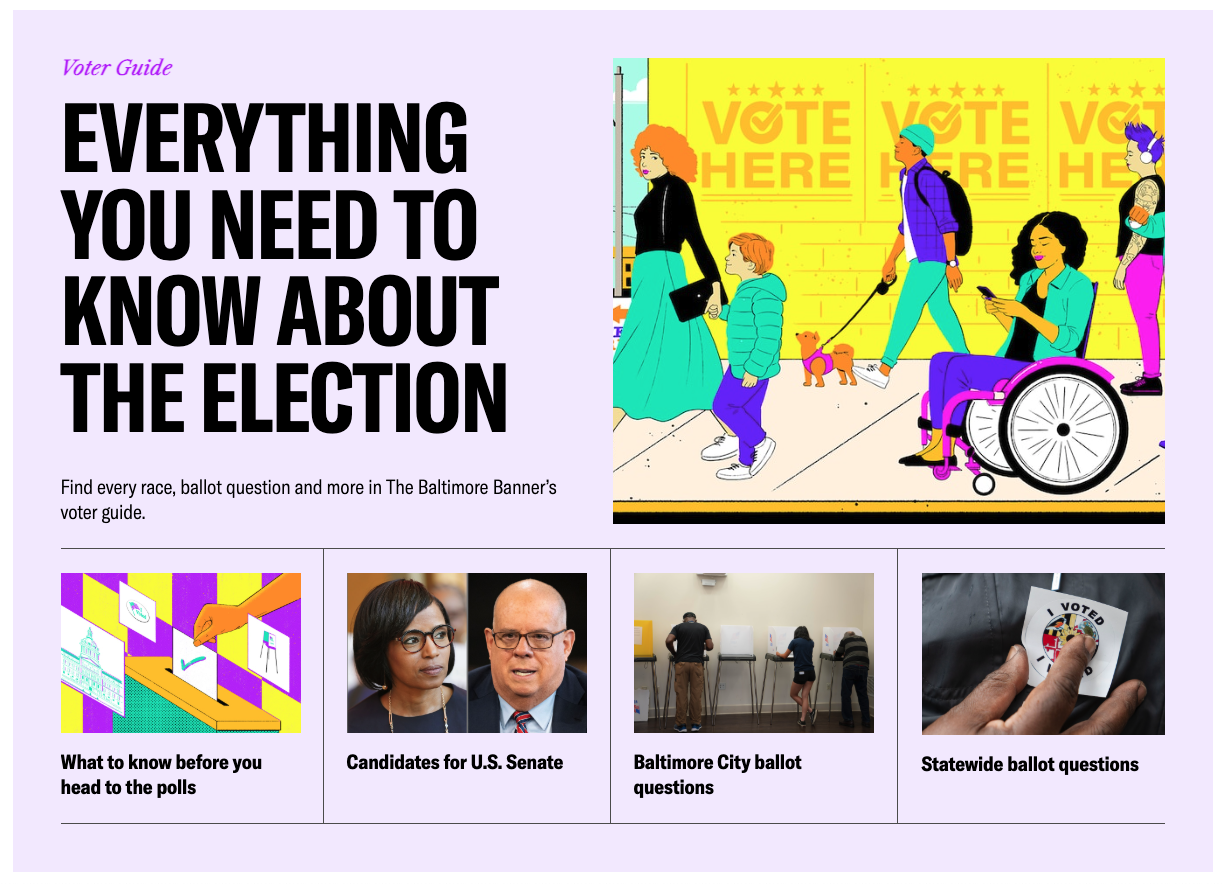 Voter Guide
EVERYTHING
YOU NEED TO
KNOW ABOUT
THE ELECTION
Find every race, ballot question and more in The Baltimore Banner’s
voter guide.
VOTE
HERE
VOTE
HERE
What to know before you
head to the polls
Candidates for U.S. Senate
Baltimore City ballot
questions
I VOTED
Statewide ballot questions